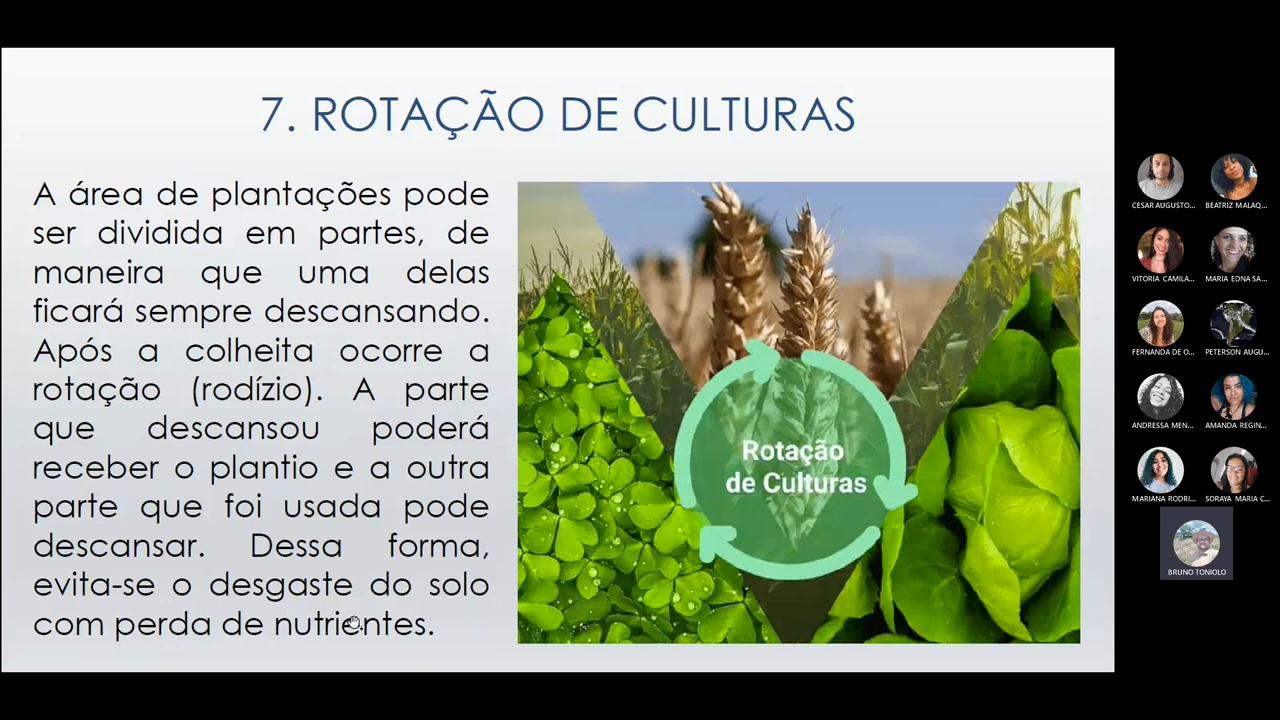 7. ROTAÇÃO DE CULTURAS
A área de plantações pode
ser dividida em partes, de
maneira que uma delas
ficará sempre descansando.
Após a colheita ocorre a
rotação (rodízio). A parte
que descansou poderá
receber o plantio e a outra
parte que foi usada pode
descansar. Dessa forma,
evita-se o desgaste do solo
com perda de nutrientes.
Rotação
de Culturas
CESAR AUGUSTO...
BEATRIZ MALAQ...
VITORIA CAMILA...
MARIA EDNA SA...
FERNANDA DE O...
PETERSON AUGU...
ANDRESSA MEN...
AMANDA REGIN...
MARIANA RODRI...
SORAYA MARIA C...
BRUNO TONIOLO